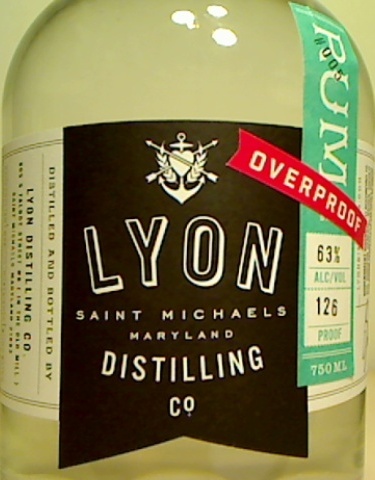 LYON
SAINT MICHAELS
MARYLAND
DISTILLING
CO
OVERPROOF
RUM
63%
ALC/VOL
126
PROOF
750 ML
DISTILLED AND BOTTLED BY
LYON DISTILLING CO